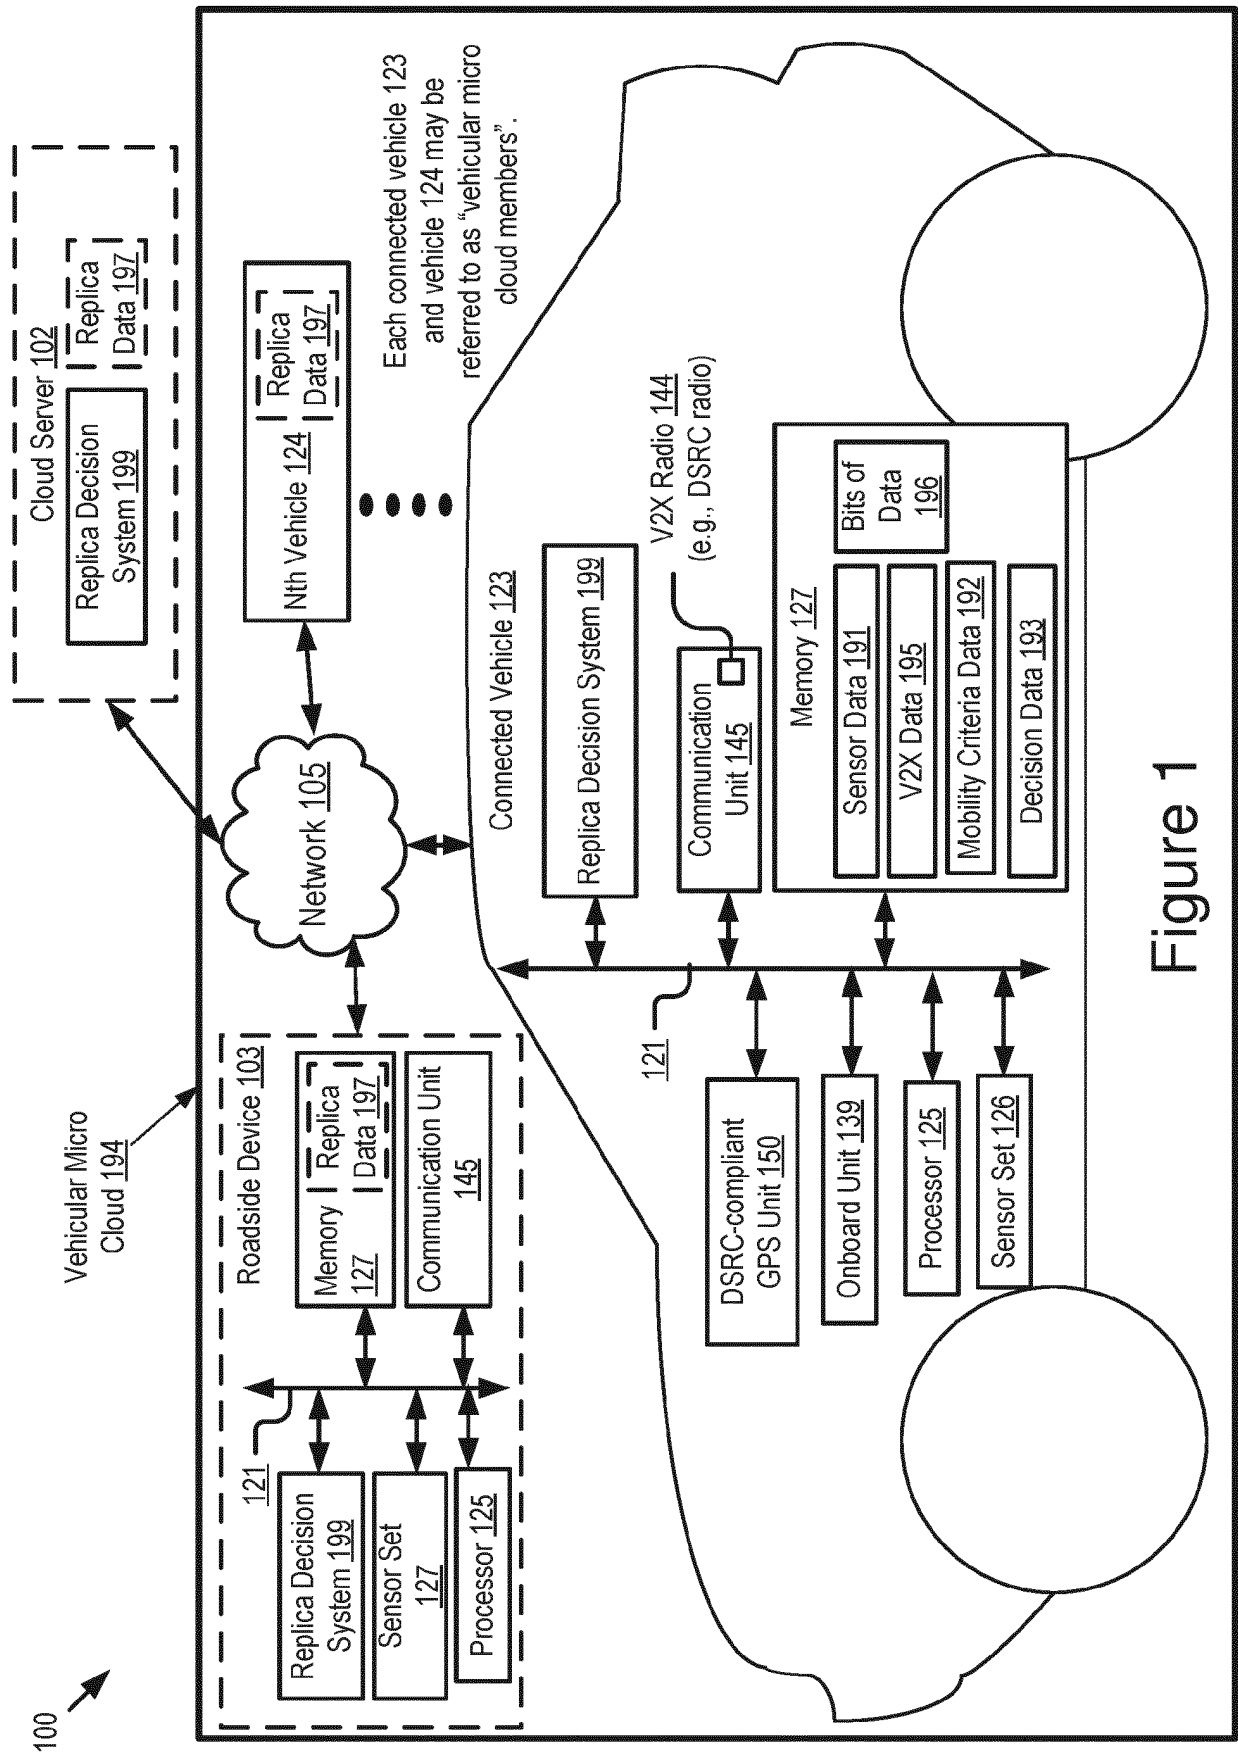 100
Vehicular Micro
Cloud 194
Cloud Server 102
Replica Decision
System 199
Replica
Data 197
Roadside Device 103
121
Replica Decision
System 199
Sensor Set
127
Processor 125
Memory
127
Replica
Data 197
Communication Unit
145
Network 105
Nth Vehicle 124
Replica
Data 197
Each connected vehicle 123
and vehicle 124 may be
referred to as “vehicular micro
cloud members”.
Connected Vehicle 123
Replica Decision System 199
Communication
Unit 145
V2X Radio 144
(e.g., DSRC radio)
121
DSRC-compliant
GPS Unit 150
Onboard Unit 139
Processor 125
Sensor Set 126
Memory 127
Sensor Data 191
V2X Data 195
Mobility Criteria Data 192
Decision Data 193
Bits of
Data
196
Figure 1